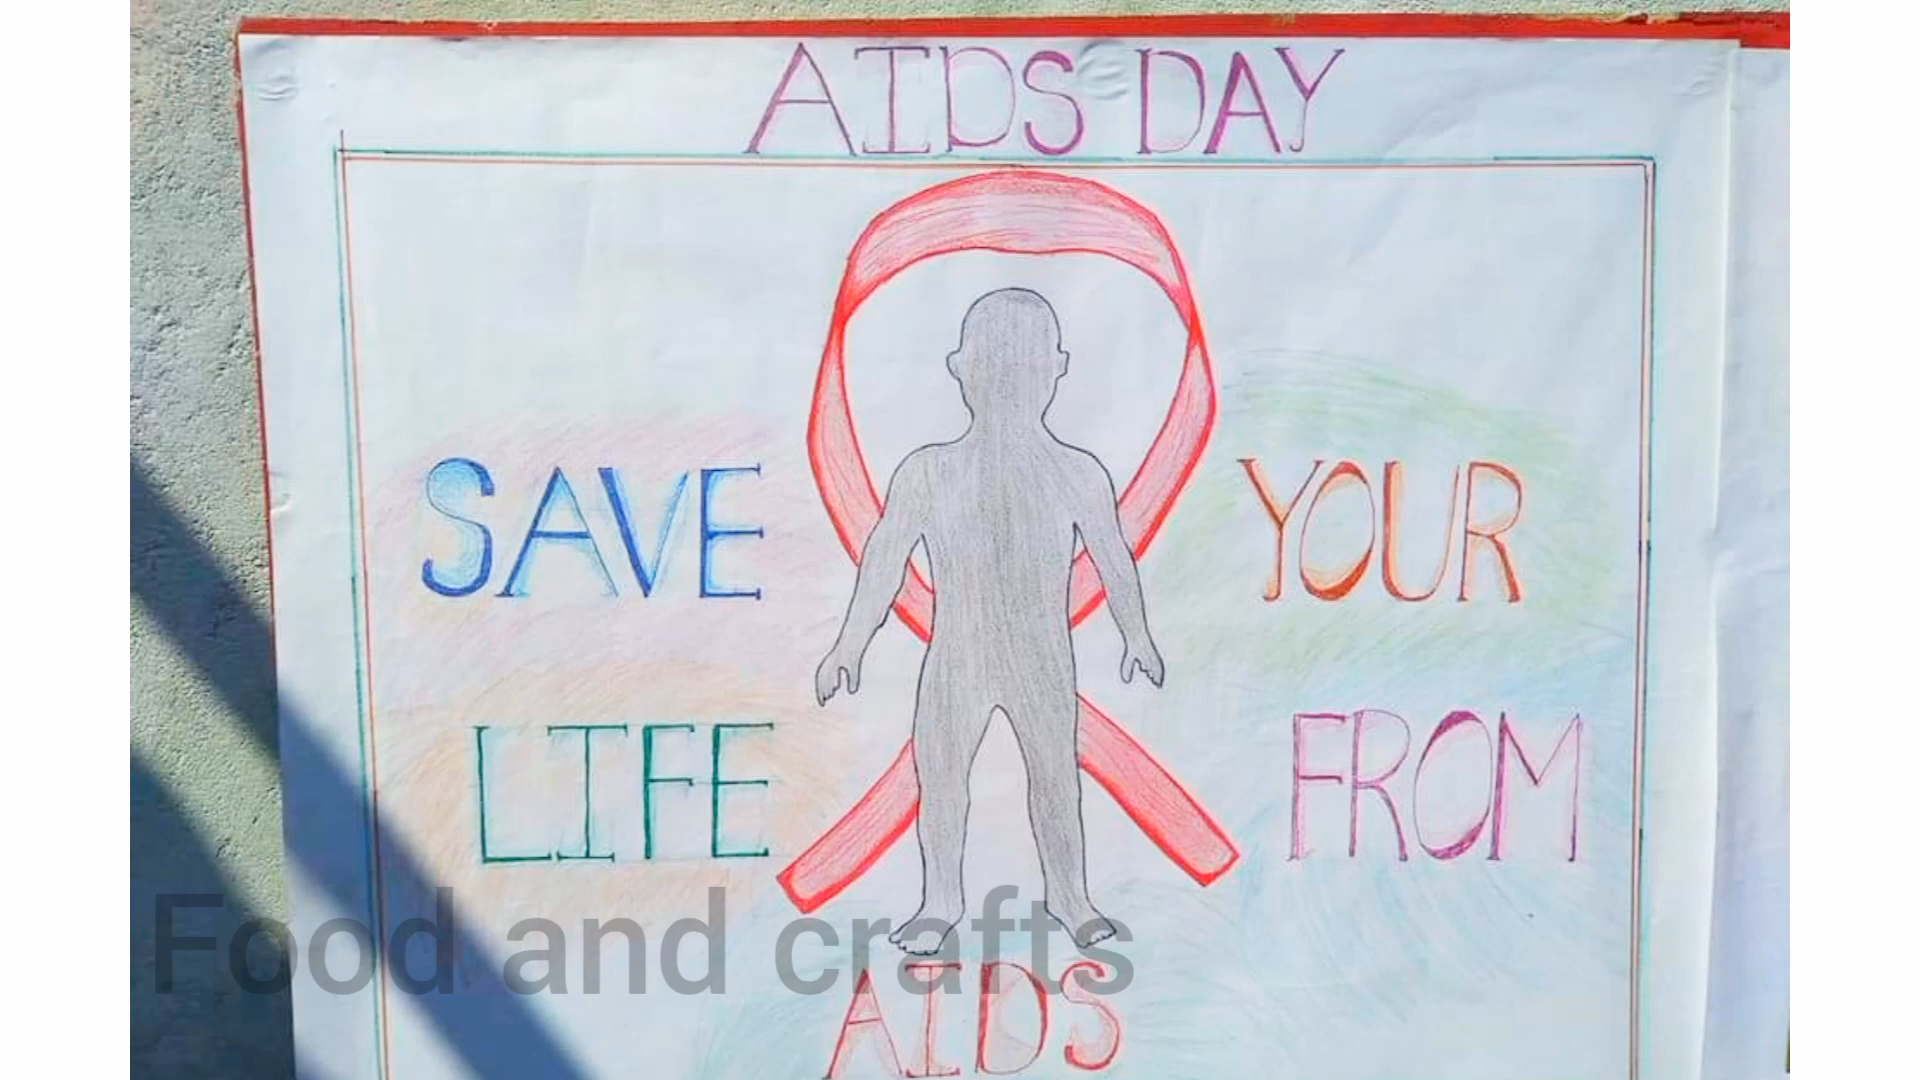 AIDS DAY
SAVE YOUR
LIFE FROM
Food and crafts
AIDS